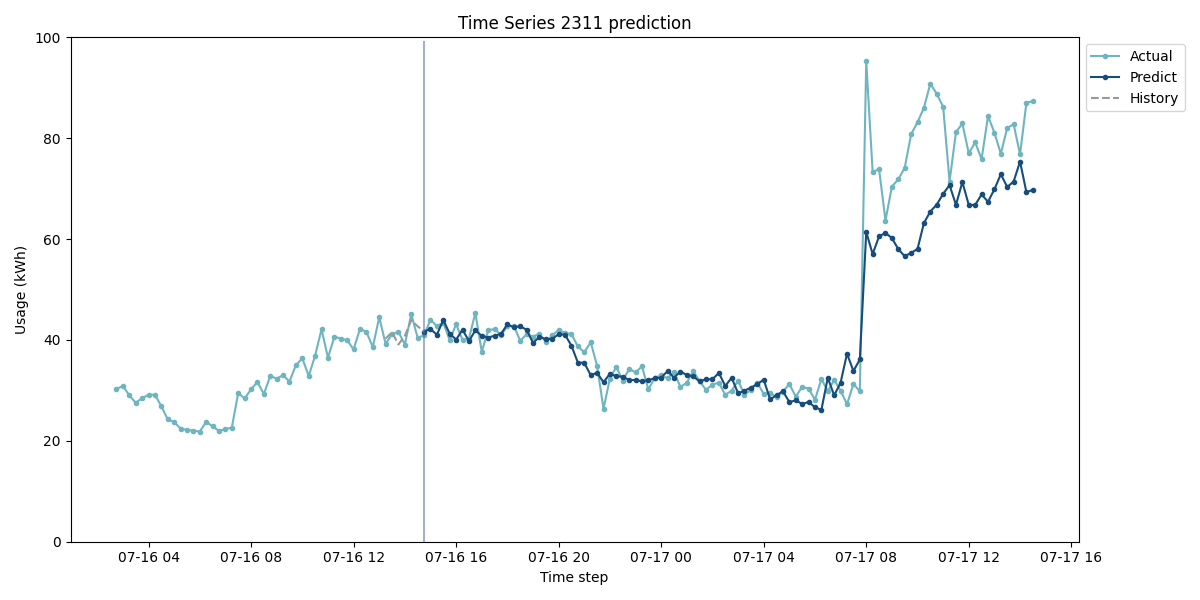 Time Series 2311 prediction
Usage (kWh)
100
80
60
40
20
0
07-16 04
07-16 08
07-16 12
07-16 16
07-16 20
07-17 00
07-17 04
07-17 08
07-17 12
07-17 16
Time step
Actual
Predict
History